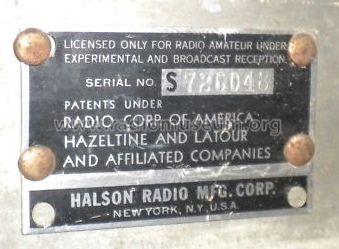 LICENSED ONLY FOR RADIO AMATEUR UNDER
EXPERIMENTAL AND BROADCAST RECEPTION.
SERIAL NO. S 726048
PATENTS UNDER
RADIO CORP OF AMERICA
HAZELTINE AND LATOUR
AND AFFILIATED COMPANIES
HALSON RADIO MFG. CORP.
NEW YORK, N.Y. U.S.A.